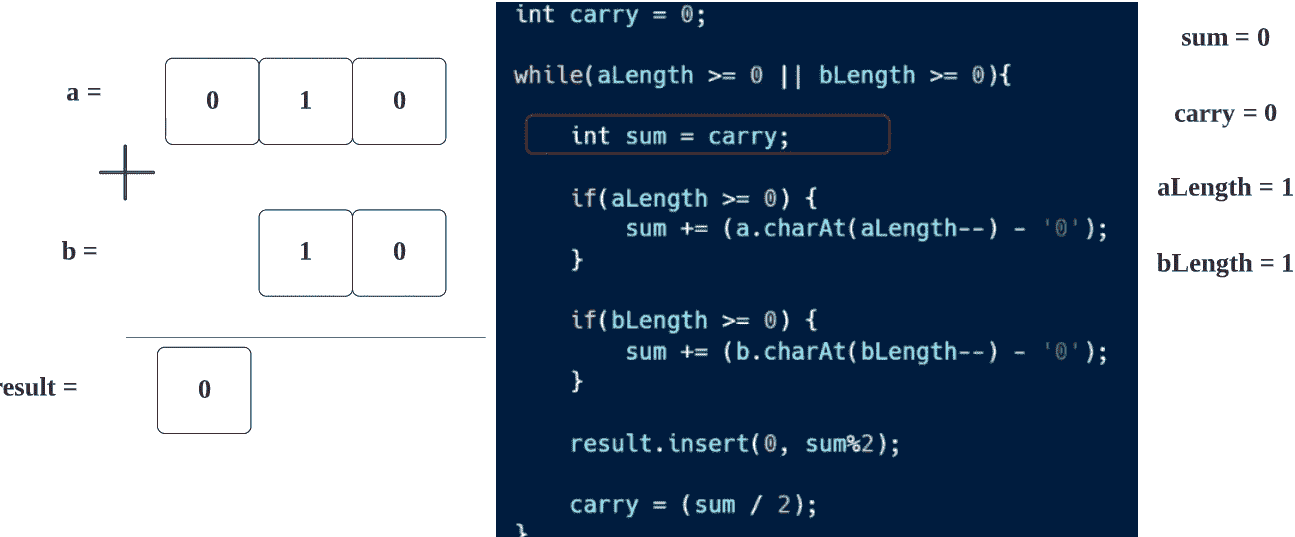 a =
0 1 0
b =
1 0
result =
0
int carry = 0;
while(aLength >= 0 || bLength >= 0){
int sum = carry;
if(aLength >= 0) {
sum += (a.charAt(aLength--) - '0');
}
if(bLength >= 0) {
sum += (b.charAt(bLength--) - '0');
}
result.insert(0, sum%2);
carry = (sum / 2);
}
sum = 0
carry = 0
aLength = 1
bLength = 1